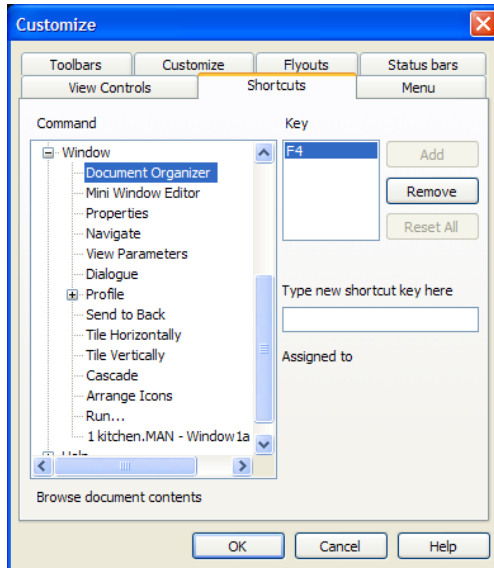 Customize
Toolbars Customize Flyouts Status bars
View Controls Shortcuts Menu
Command Key
Window F4 Add
Document Organizer
Mini Window Editor Remove
Properties
Navigate Reset All
View Parameters
Dialogue
Profile Type new shortcut key here
Send to Back
Tile Horizontally
Tile Vertically Assigned to
Cascade
Arrange Icons
Run...
1 kitchen.MAN - Window1a
Browse document contents
OK Cancel Help